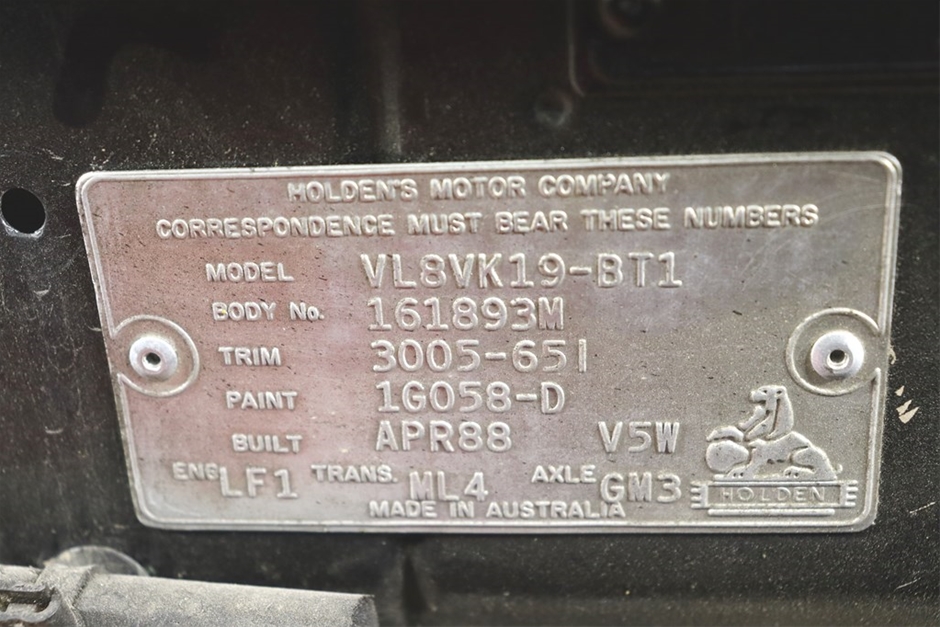 HOLDEN'S MOTOR COMPANY
CORRESPONDENCE MUST BEAR THESE NUMBERS
MODEL VL8VK19-BT1
BODY No. 161893M
TRIM 3005-65I
PAINT 1G058-D
BUILT APR88 V5W
ENG LF1 TRANS. ML4 AXLE GM3
MADE IN AUSTRALIA
HOLDEN